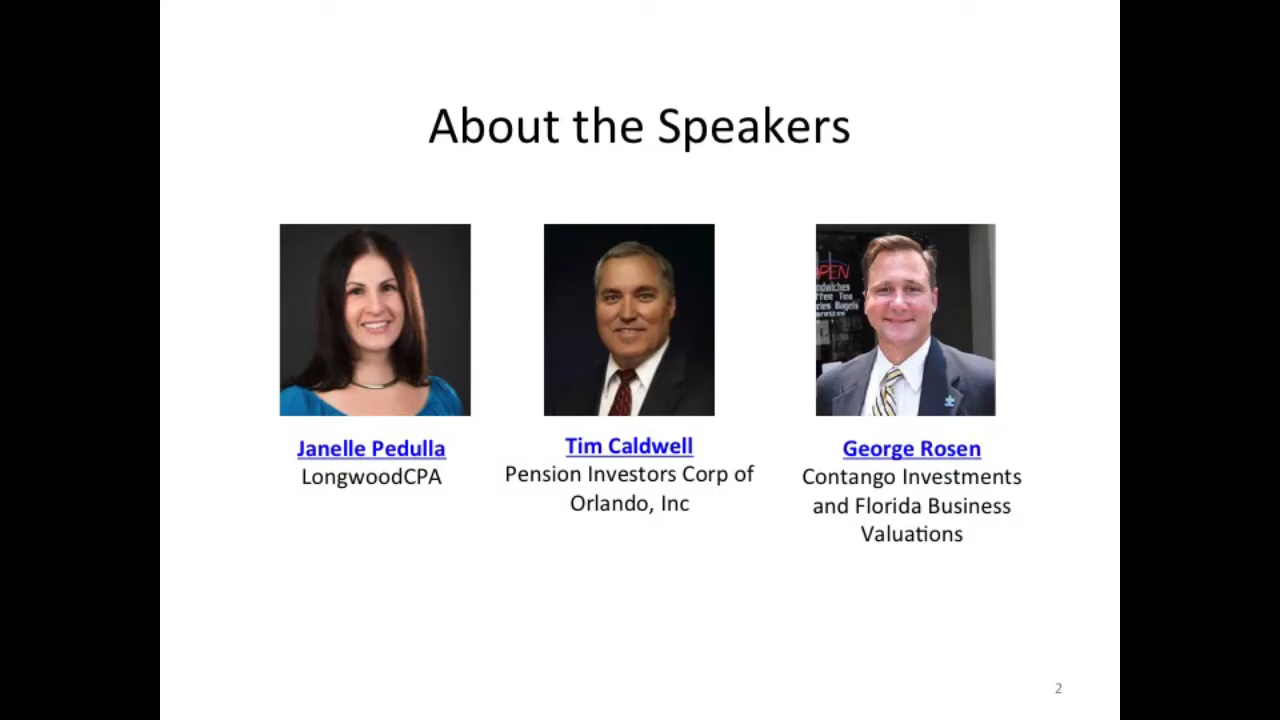 About the Speakers
OPEN
Janelle Pedulla
LongwoodCPA
Tim Caldwell
Pension Investors Corp of
Orlando, Inc
George Rosen
Contango Investments
and Florida Business
Valuations
2